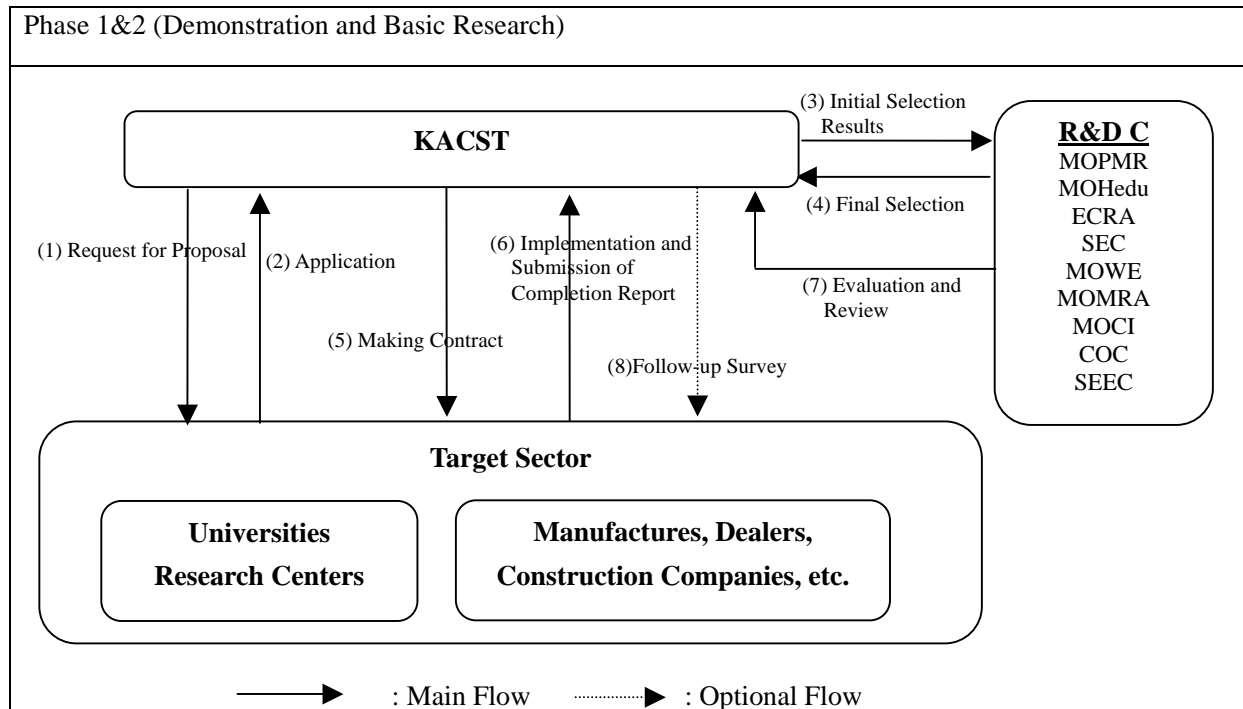 Phase 1&2 (Demonstration and Basic Research)
KACST
(3) Initial Selection
Results
(4) Final Selection
R&D C
MOPMR
MOHedu
ECRA
SEC
MOWE
MOMRA
MOCI
COC
SEEC
(1) Request for Proposal
(2) Application
(5) Making Contract
(6) Implementation and
Submission of
Completion Report
(7) Evaluation and
Review
(8)Follow-up Survey
Target Sector
Universities
Research Centers
Manufactures, Dealers,
Construction Companies, etc.
: Main Flow
: Optional Flow